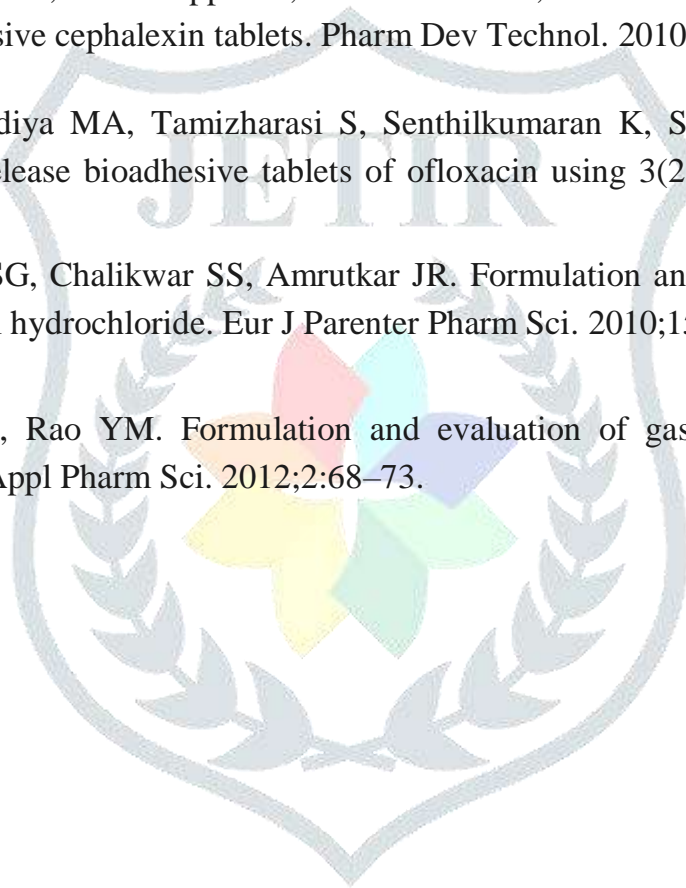 sive cephalexin tablets. Pharm Dev Technol. 2010
diya MA, Tamizharasi S, Senthilkumaran K, S
elease bioadhesive tablets of ofloxacin using 3(2
JETIR
SG, Chalikwar SS, Amrutkar JR. Formulation an
hydrochloride. Eur J Parenter Pharm Sci. 2010;1
, Rao YM. Formulation and evaluation of gas
Appl Pharm Sci. 2012;2:68–73.